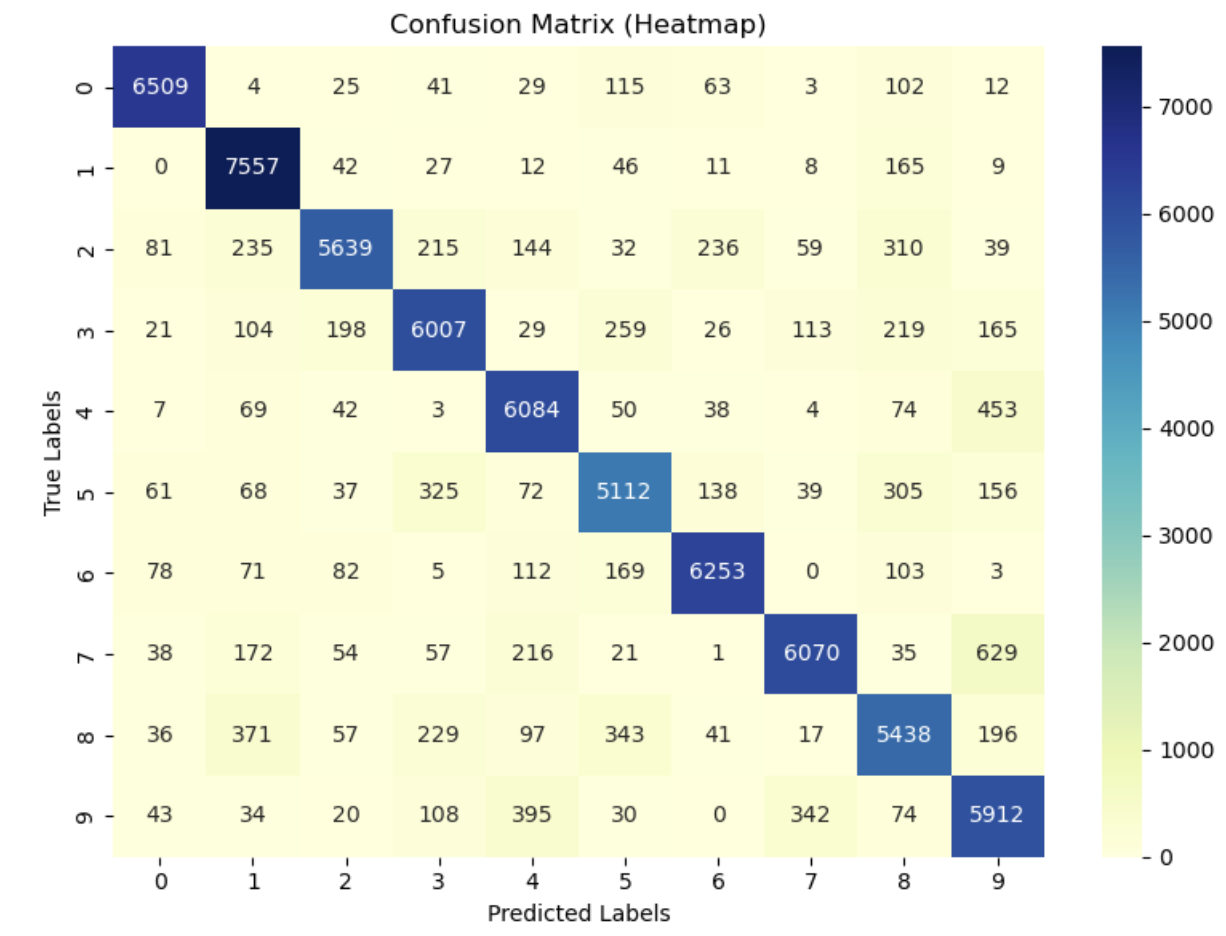 Confusion Matrix (Heatmap)
0 6509 4 25 41 29 115 63 3 102 12
1 0 7557 42 27 12 46 11 8 165 9
2 81 235 5639 215 144 32 236 59 310 39
3 21 104 198 6007 29 259 26 113 219 165
4 7 69 42 3 6084 50 38 4 74 453
5 61 68 37 325 72 5112 138 39 305 156
6 78 71 82 5 112 169 6253 0 103 3
7 38 172 54 57 216 21 1 6070 35 629
8 36 371 57 229 97 343 41 17 5438 196
9 43 34 20 108 395 30 0 342 74 5912
0 1 2 3 4 5 6 7 8 9
Predicted Labels
True Labels
7000
6000
5000
4000
3000
2000
1000
0